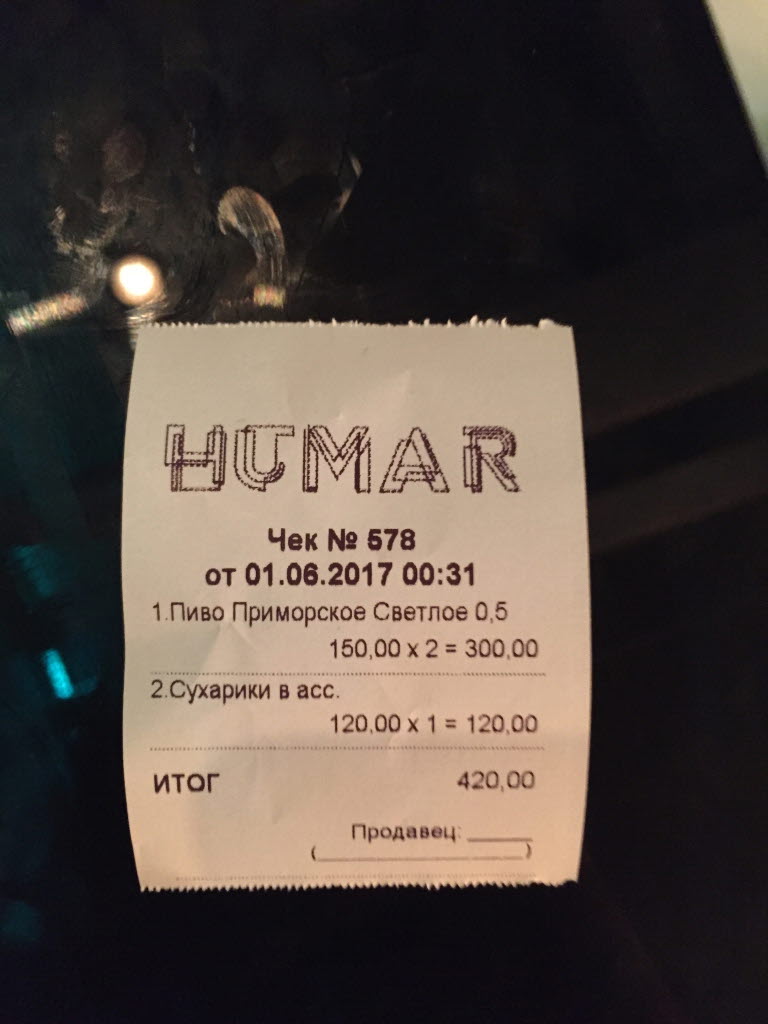 HUMAR
Чек № 578
от 01.06.2017 00:31
1.Пиво Приморское Светлое 0,5
150,00 x 2 = 300,00
2.Сухарики в асс.
120,00 x 1 = 120,00
ИТОГ 420,00
Продавец: ______
(__________________)